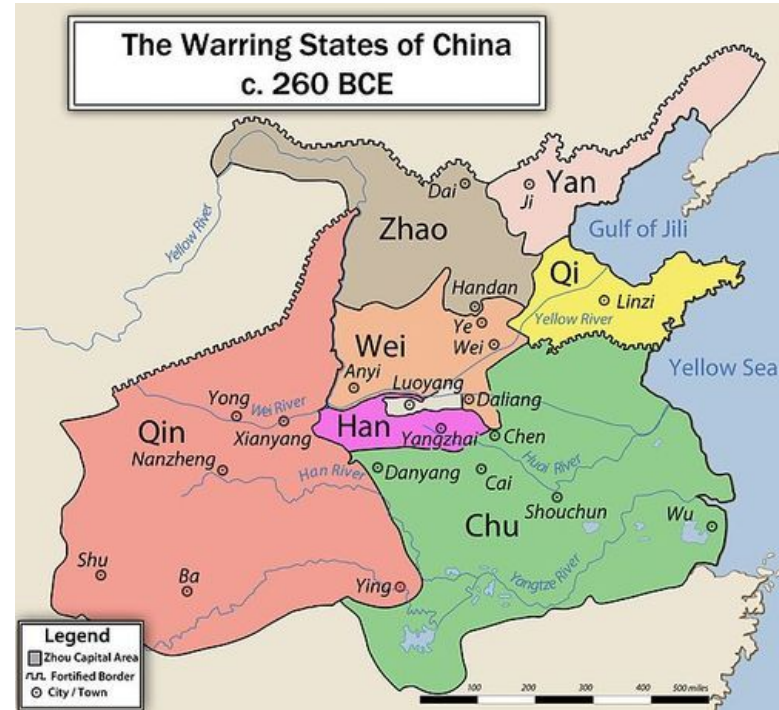 The Warring States of China
c. 260 BCE
Yan
Dai
Ji
Zhao
Gulf of Jili
Yellow River
Qi
Handan
Linzi
Ye
Yellow River
Wei
Wei
Yellow Sea
Anyi
Luoyang
Daliang
Yong
Wei River
Han
Qin
Xianyang
Yangzhai
Chen
Nanzheng
Han River
Danyang
Huai River
Cai
Shouchun
Chu
Wu
Shu
Ba
Ying
Yangtze River
Legend
Zhou Capital Area
Fortified Border
City / Town
0 100 200 300 400 500 miles